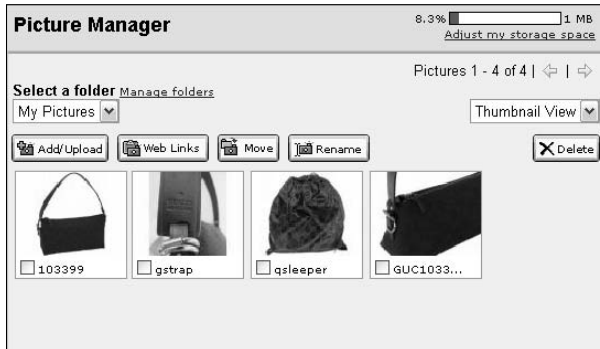 Picture Manager
8.3% 1 MB
Adjust my storage space
Pictures 1 - 4 of 4 | |
Select a folder Manage folders
My Pictures Thumbnail View
Add/Upload Web Links Move Rename Delete
103399 gstrap qsleeper GUC1033...